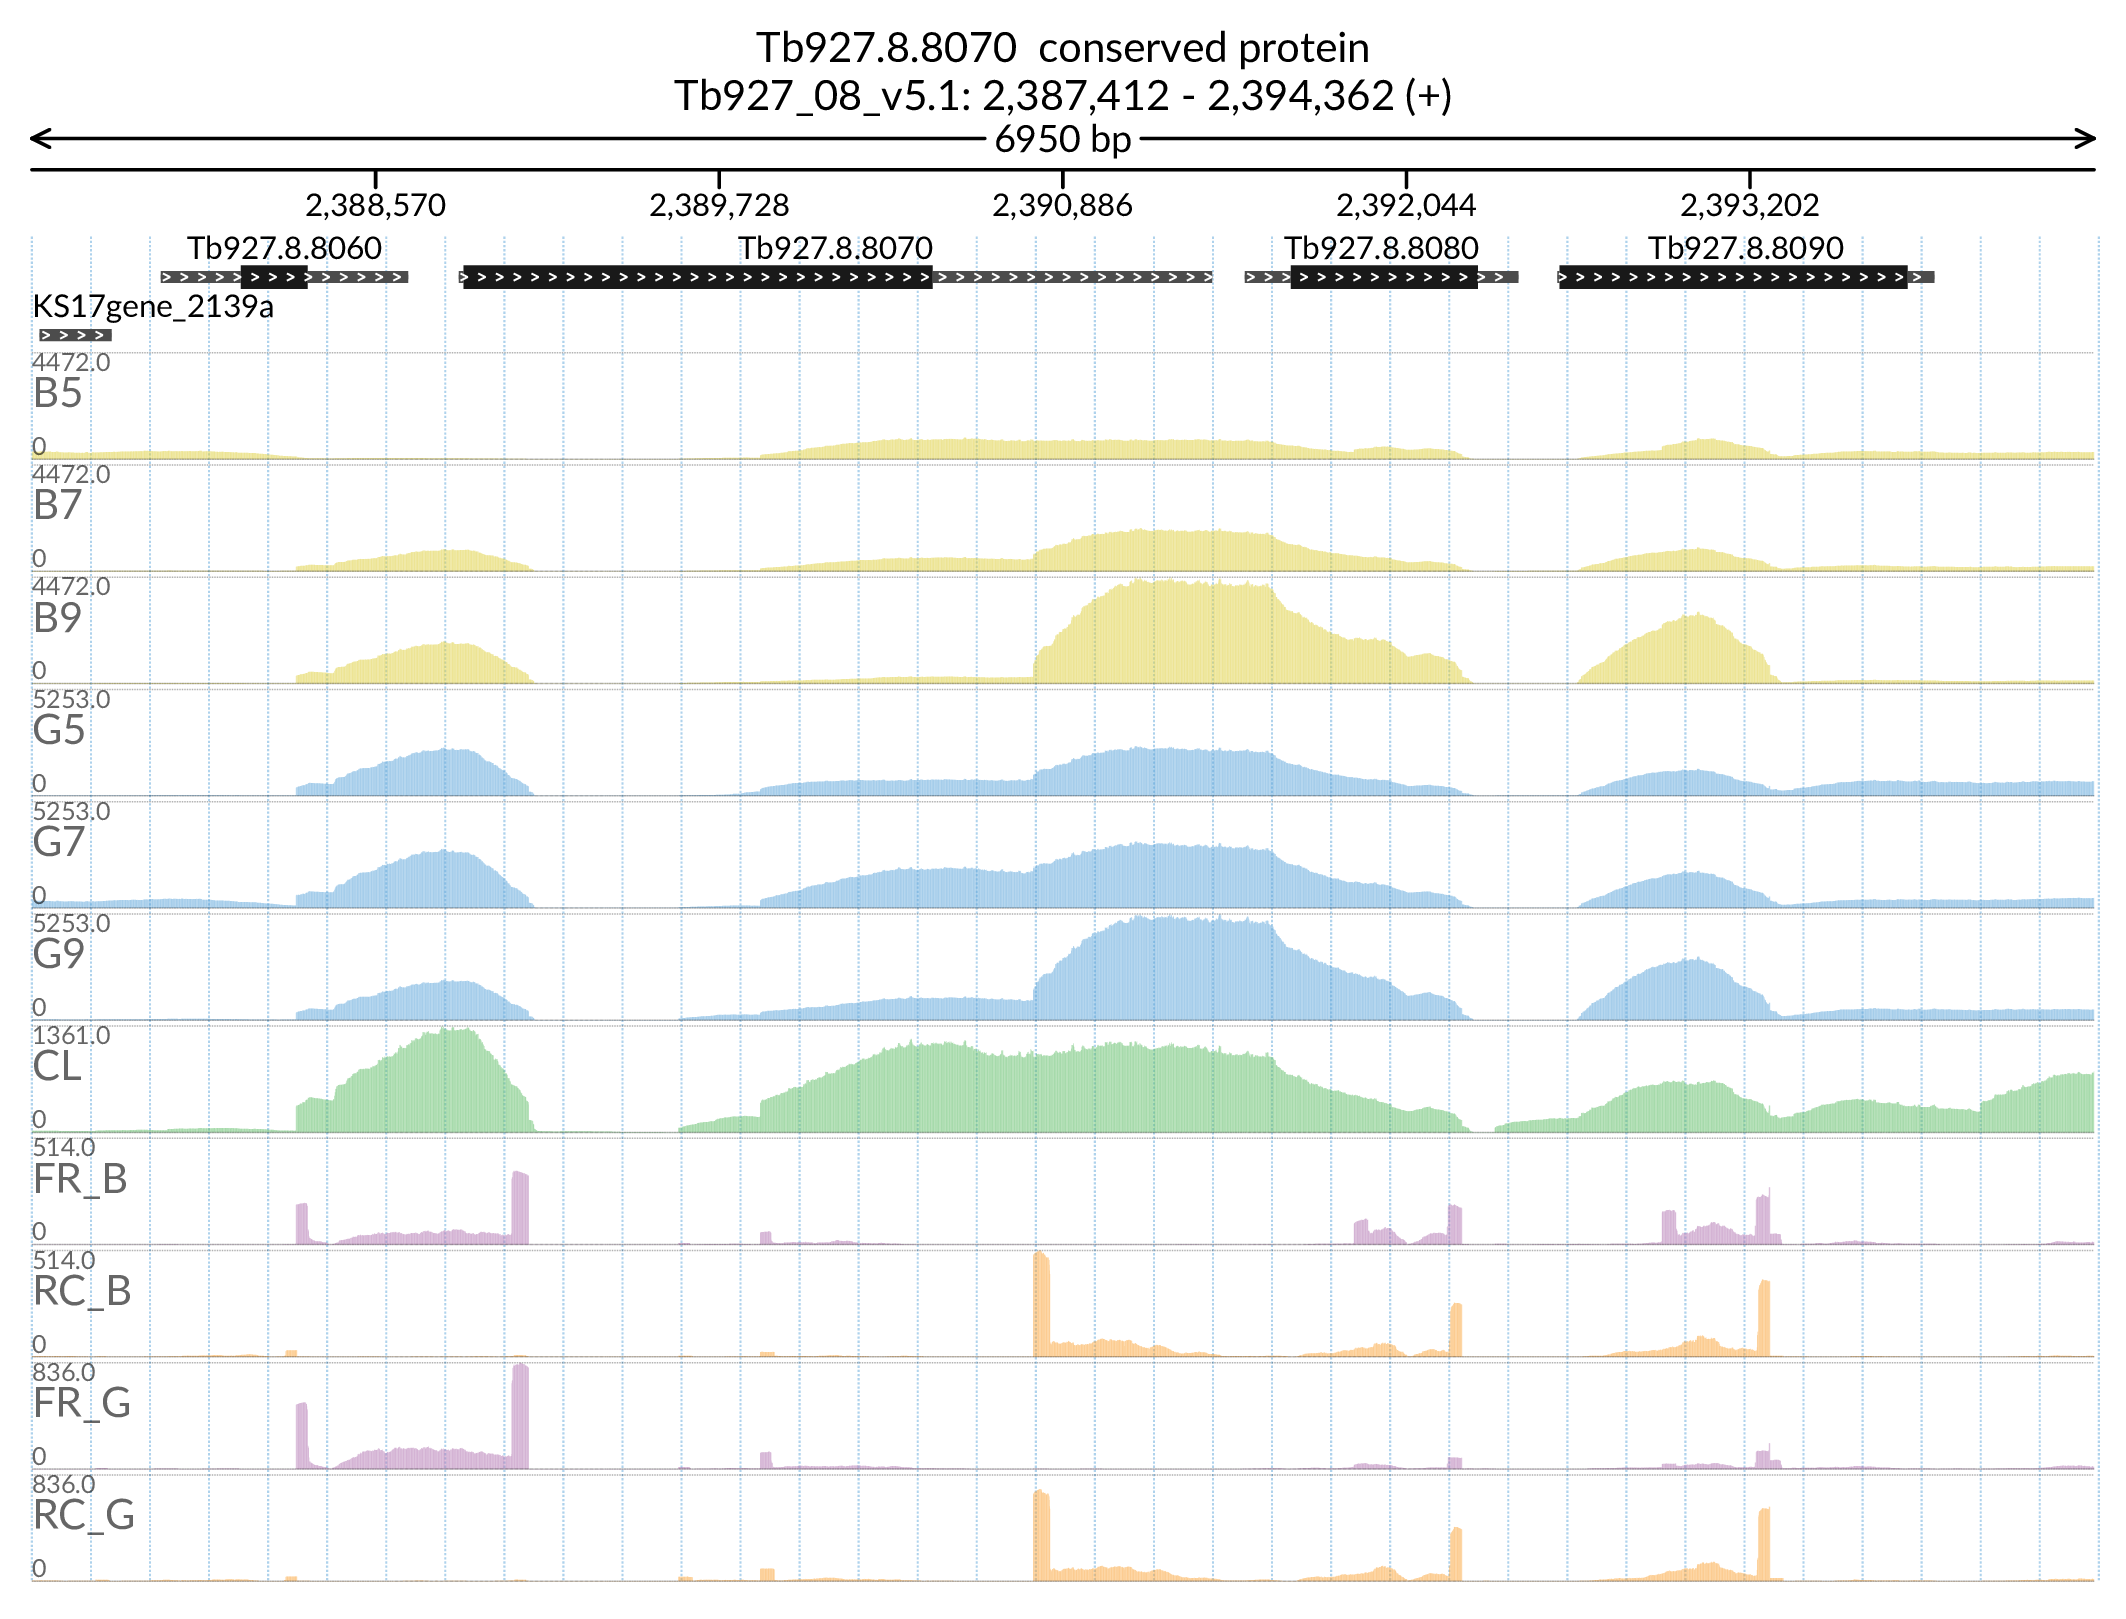 Tb927.8.8070 conserved protein
Tb927_08_v5.1: 2,387,412 - 2,394,362 (+)
6950 bp
2,388,570 2,389,728 2,390,886 2,392,044 2,393,202
Tb927.8.8060 Tb927.8.8070 Tb927.8.8080 Tb927.8.8090
KS17gene_2139a
4472.0
B5
0
4472.0
B7
0
4472.0
B9
0
5253.0
G5
0
5253.0
G7
0
5253.0
G9
0
1361.0
CL
0
514.0
FR_B
0
514.0
RC_B
0
836.0
FR_G
0
836.0
RC_G
0